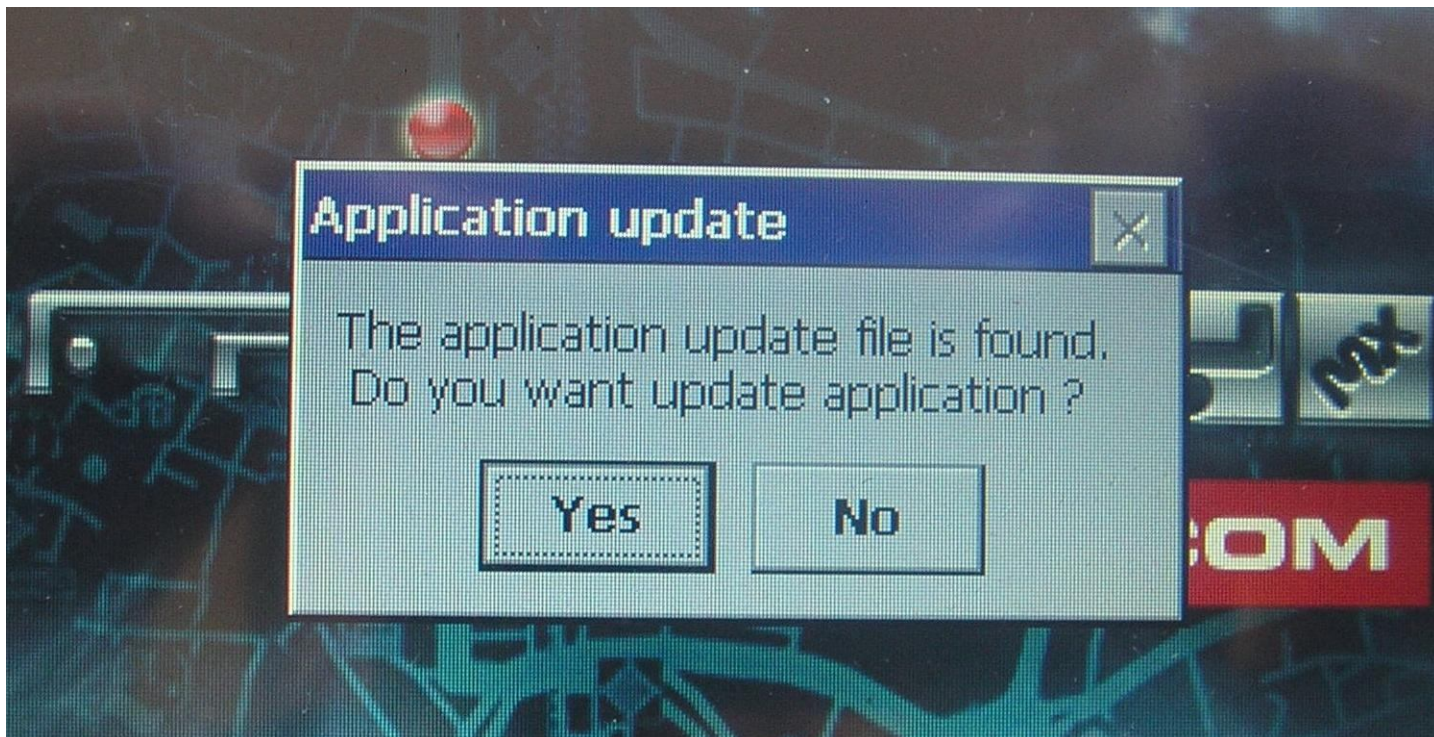 Application update
The application update file is found.
Do you want update application ?
Yes No
MX
COM